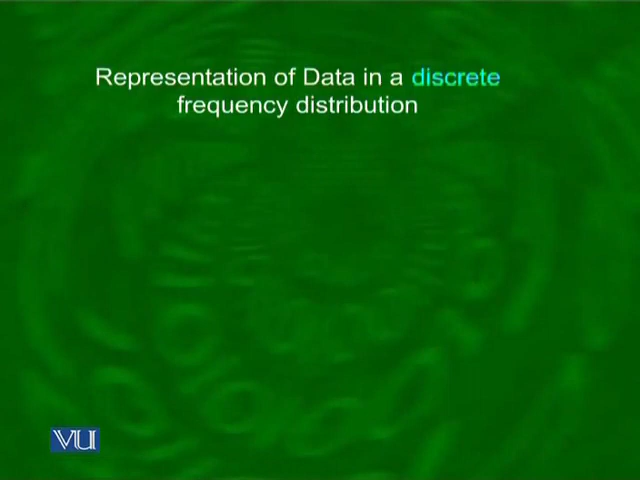 Representation of Data in a discrete
frequency distribution
VU